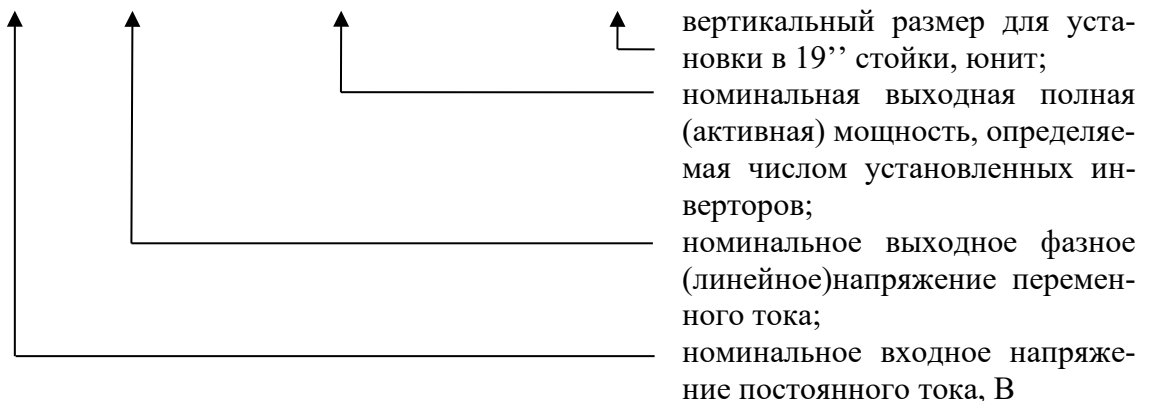 вертикальный размер для уста-
новки в 19’’ стойки, юнит;
номинальная выходная полная
(активная) мощность, определяе-
мая числом установленных ин-
верторов;
номинальное выходное фазное
(линейное)напряжение перемен-
ного тока;
номинальное входное напряже-
ние постоянного тока, В